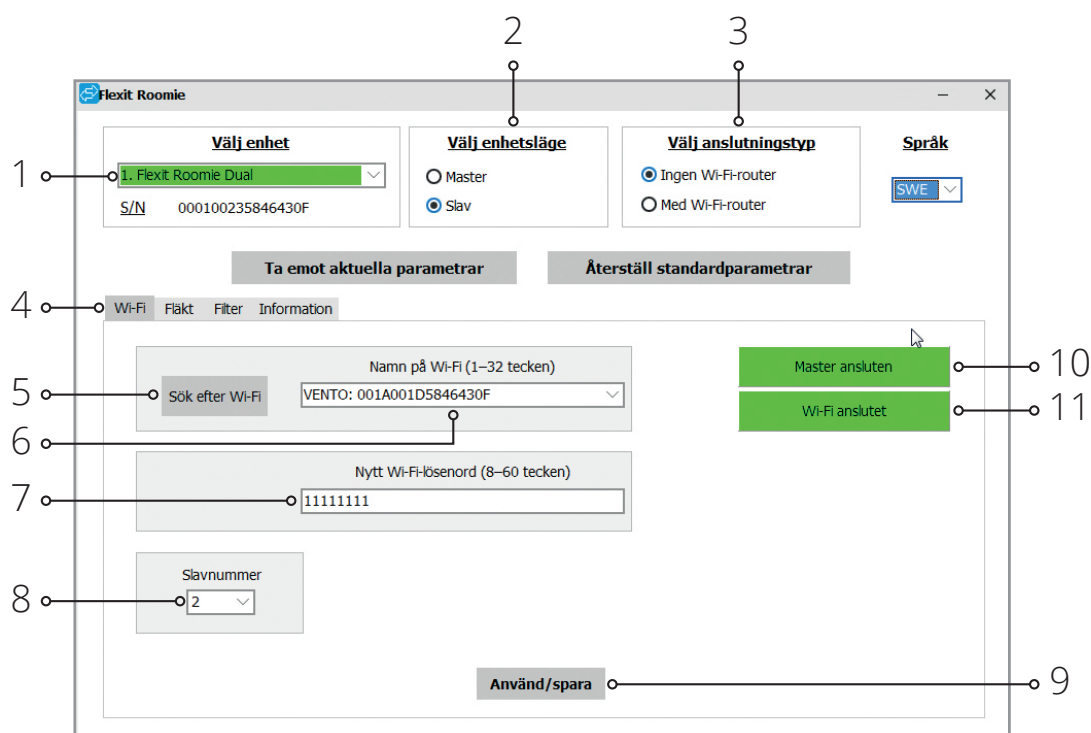 2 3
Flexit Roomie
Välj enhet Välj enhetsläge Välj anslutningstyp Språk
1 1. Flexit Roomie Dual Master Ingen Wi-Fi-router SWE
S/N 000100235846430F Slav Med Wi-Fi-router
Ta emot aktuella parametrar Återställ standardparametrar
4 Wi-Fi Fläkt Filter Information
Namn på Wi-Fi (1–32 tecken) Master ansluten 10
5 Sök efter Wi-Fi VENTO: 001A001D5846430F Wi-Fi anslutet 11
6
Nytt Wi-Fi-lösenord (8–60 tecken)
7 11111111
Slavnummer
8 2
Använd/spara 9